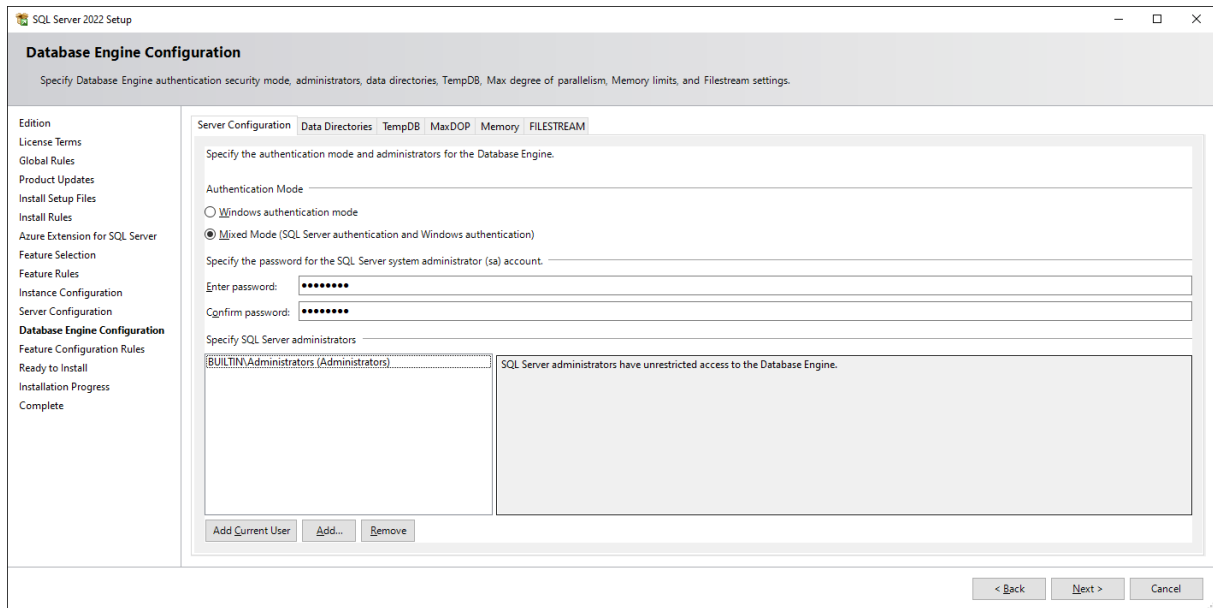 SQL Server 2022 Setup
Database Engine Configuration
Specify Database Engine authentication security mode, administrators, data directories, TempDB, Max degree of parallelism, Memory limits, and Filestream settings.
Edition
License Terms
Global Rules
Product Updates
Install Setup Files
Install Rules
Azure Extension for SQL Server
Feature Selection
Feature Rules
Instance Configuration
Server Configuration
Database Engine Configuration
Feature Configuration Rules
Ready to Install
Installation Progress
Complete
Server Configuration Data Directories TempDB MaxDOP Memory FILESTREAM
Specify the authentication mode and administrators for the Database Engine.
Authentication Mode
Windows authentication mode
Mixed Mode (SQL Server authentication and Windows authentication)
Specify the password for the SQL Server system administrator (sa) account.
Enter password: ●●●●●●●●
Confirm password: ●●●●●●●●
Specify SQL Server administrators
BUILTIN\Administrators (Administrators)
SQL Server administrators have unrestricted access to the Database Engine.
Add Current User Add... Remove
< Back Next > Cancel